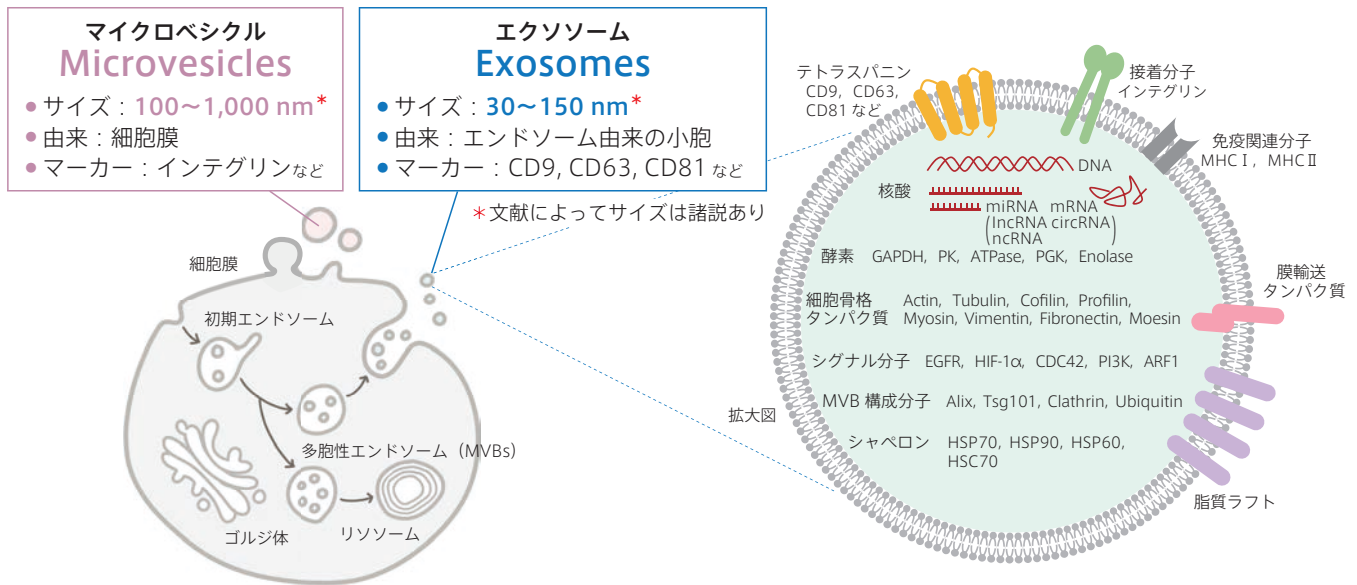 マイクロベシクル
Microvesicles
● サイズ：100〜1,000 nm*
● 由来：細胞膜
● マーカー：インテグリンなど
エクソソーム
Exosomes
● サイズ：30〜150 nm*
● 由来：エンドソーム由来の小胞
● マーカー：CD9, CD63, CD81 など
*文献によってサイズは諸説あり
細胞膜
初期エンドソーム
多胞性エンドソーム（MVBs）
ゴルジ体
リソソーム
拡大図
テトラスパニン
CD9, CD63,
CD81 など
接着分子
インテグリン
免疫関連分子
MHCⅠ, MHCⅡ
DNA
核酸
miRNA mRNA
(lncRNA circRNA)
ncRNA
酵素 GAPDH, PK, ATPase, PGK, Enolase
細胞骨格 Actin, Tubulin, Cofilin, Profilin,
タンパク質 Myosin, Vimentin, Fibronectin, Moesin
膜輸送
タンパク質
シグナル分子 EGFR, HIF-1α, CDC42, PI3K, ARF1
MVB 構成分子 Alix, Tsg101, Clathrin, Ubiquitin
シャペロン HSP70, HSP90, HSP60,
HSC70
脂質ラフト